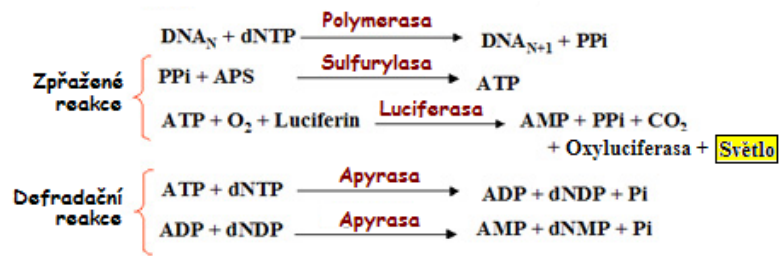 Polymerasa
DNA_N + dNTP → DNA_N+1 + PPi
Zpřažené reakce
Sulfurylasa
PPi + APS → ATP
Luciferasa
ATP + O₂ + Luciferin → AMP + PPi + CO₂
+ Oxyluciferasa + Světlo
Defradační reakce
Apyrasa
ATP + dNTP → ADP + dNDP + Pi
Apyrasa
ADP + dNDP → AMP + dNMP + Pi